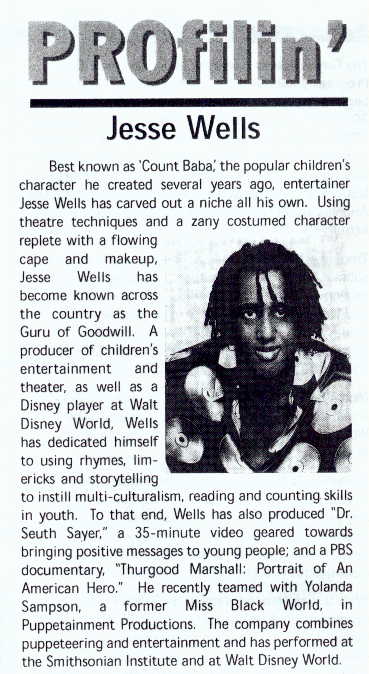 PROfilin'
Jesse Wells
Best known as 'Count Baba,' the popular children's
character he created several years ago, entertainer
Jesse Wells has carved out a niche all his own. Using
theatre techniques and a zany costumed character
replete with a flowing
cape and makeup,
Jesse Wells has
become known across
the country as the
Guru of Goodwill. A
producer of children's
entertainment and
theater, as well as a
Disney player at Walt
Disney World, Wells
has dedicated himself
to using rhymes, lim-
ericks and storytelling
to instill multi-culturalism, reading and counting skills
in youth. To that end, Wells has also produced "Dr.
Seuth Sayer," a 35-minute video geared towards
bringing positive messages to young people; and a PBS
documentary, "Thurgood Marshall: Portrait of An
American Hero." He recently teamed with Yolanda
Sampson, a former Miss Black World, in
Puppetainment Productions. The company combines
puppeteering and entertainment and has performed at
the Smithsonian Institute and at Walt Disney World.